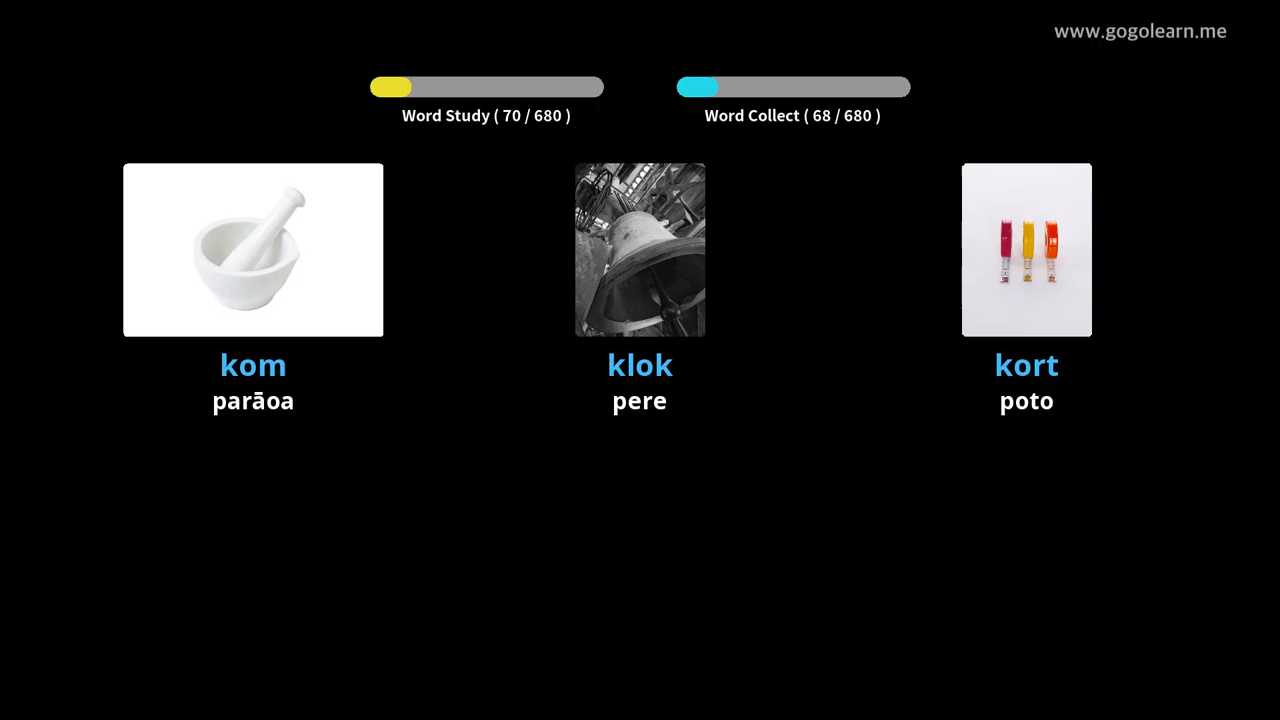 www.gogolearn.me
Word Study ( 70 / 680 )
Word Collect ( 68 / 680 )
kom
parāoa
klok
pere
kort
poto